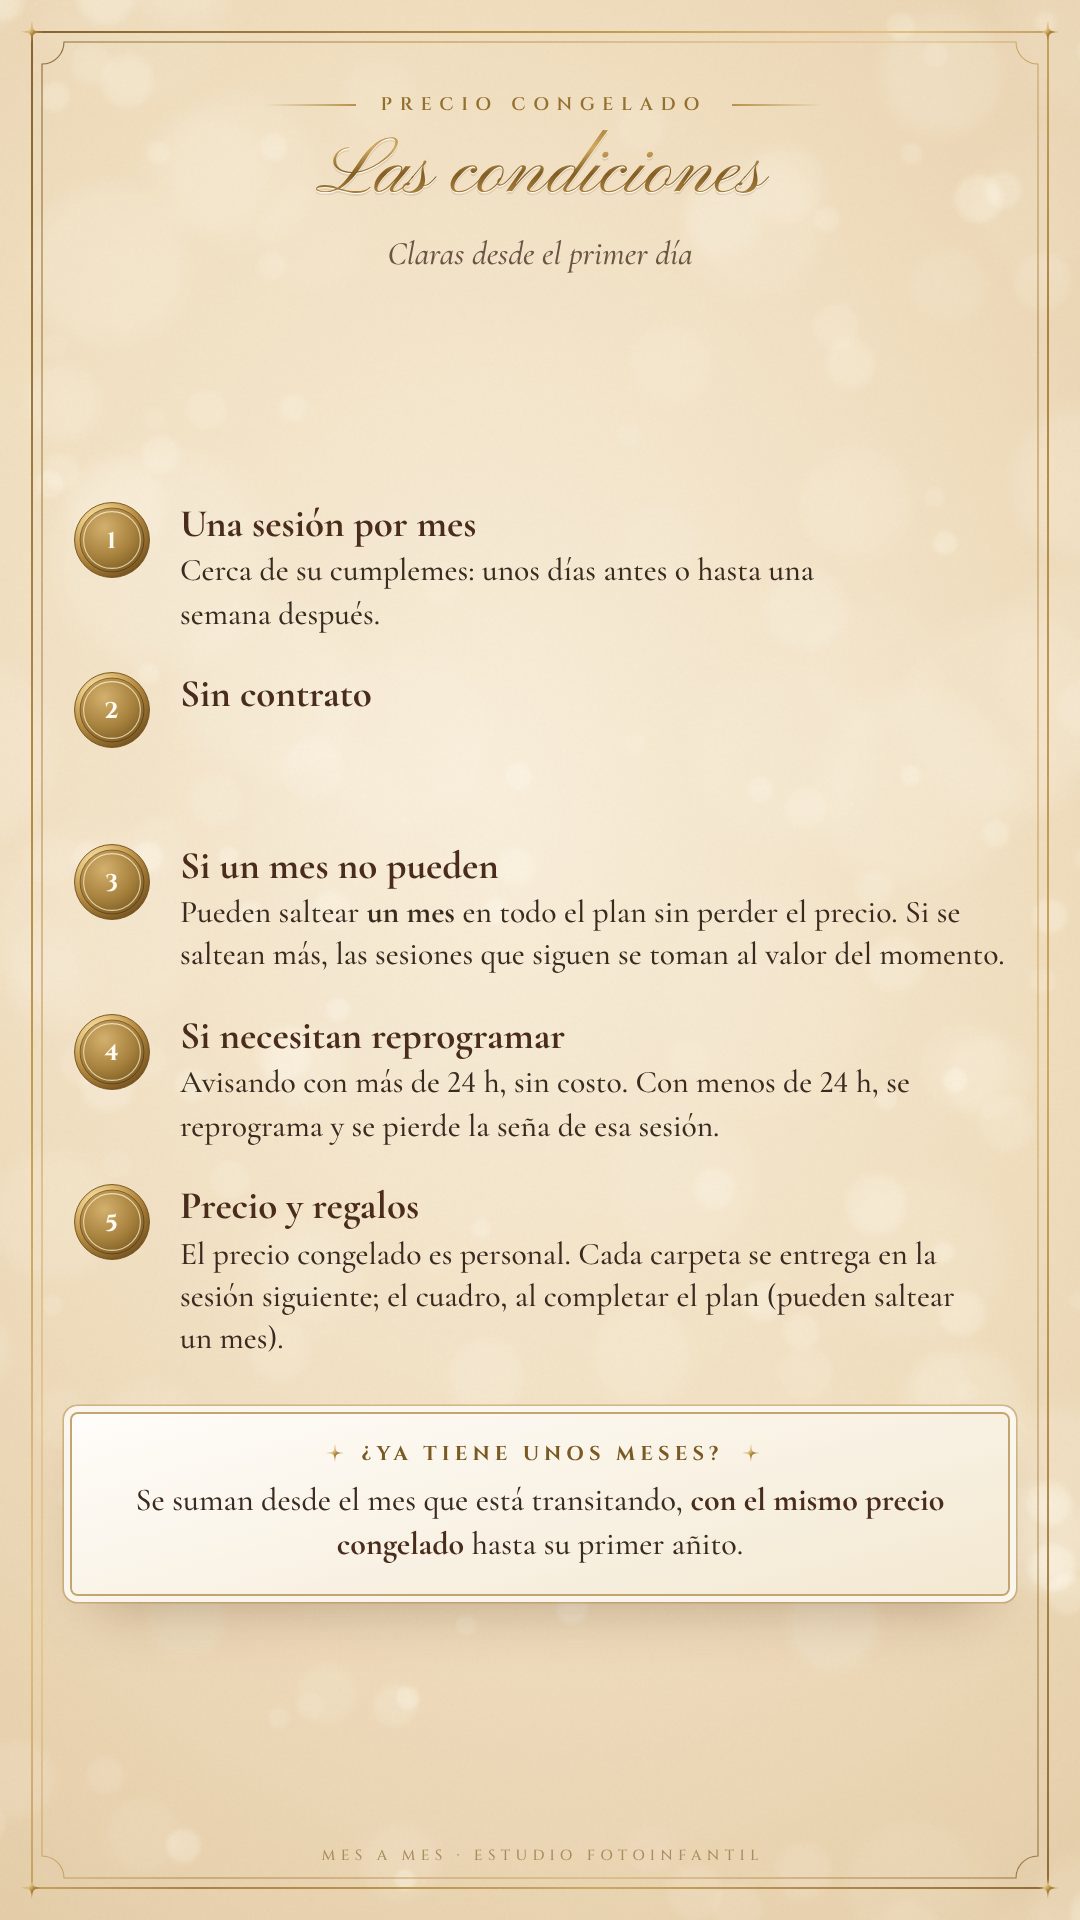 PRECIO CONGELADO
Las condiciones
Claras desde el primer día
1
Una sesión por mes
Cerca de su cumplemes: unos días antes o hasta una
semana después.
2
Sin contrato
3
Si un mes no pueden
Pueden saltear un mes en todo el plan sin perder el precio. Si se
saltean más, las sesiones que siguen se toman al valor del momento.
4
Si necesitan reprogramar
Avisando con más de 24 h, sin costo. Con menos de 24 h, se
reprograma y se pierde la seña de esa sesión.
5
Precio y regalos
El precio congelado es personal. Cada carpeta se entrega en la
sesión siguiente; el cuadro, al completar el plan (pueden saltear
un mes).
¿YA TIENE UNOS MESES?
Se suman desde el mes que está transitando, con el mismo precio
congelado hasta su primer añito.
MES A MES · ESTUDIO FOTOINFANTIL